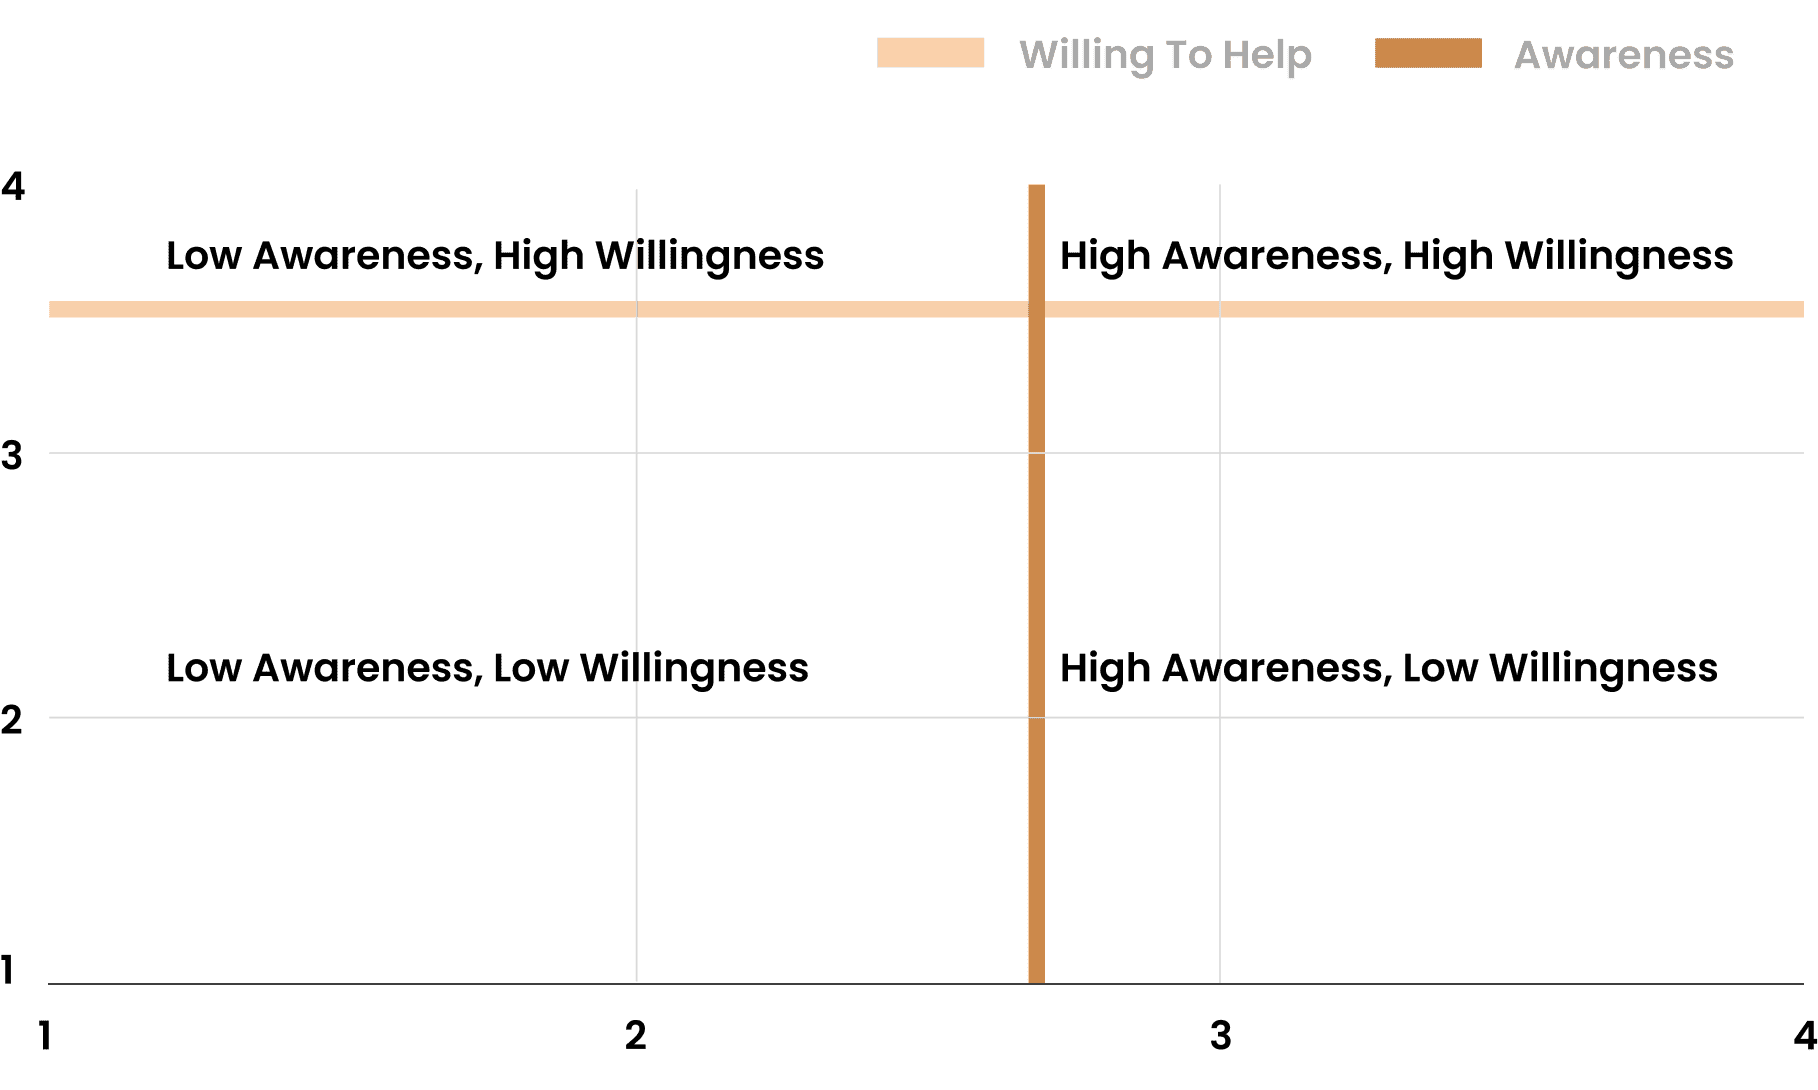 Willing To Help Awareness
4
Low Awareness, High Willingness High Awareness, High Willingness
3
Low Awareness, Low Willingness High Awareness, Low Willingness
2
1
1 2 3 4